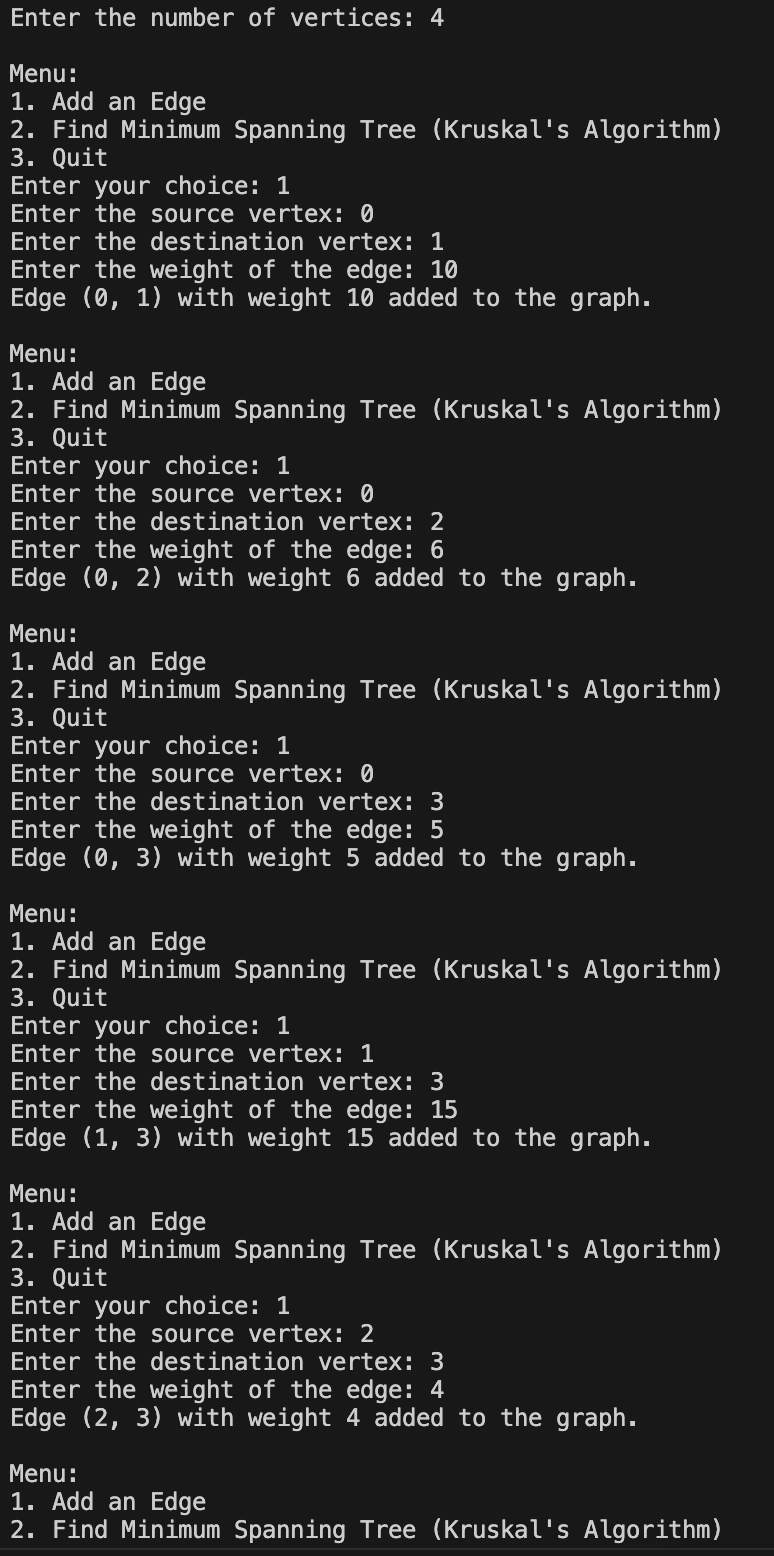 Enter the number of vertices: 4
Menu:
1. Add an Edge
2. Find Minimum Spanning Tree (Kruskal's Algorithm)
3. Quit
Enter your choice: 1
Enter the source vertex: 0
Enter the destination vertex: 1
Enter the weight of the edge: 10
Edge (0, 1) with weight 10 added to the graph.
Menu:
1. Add an Edge
2. Find Minimum Spanning Tree (Kruskal's Algorithm)
3. Quit
Enter your choice: 1
Enter the source vertex: 0
Enter the destination vertex: 2
Enter the weight of the edge: 6
Edge (0, 2) with weight 6 added to the graph.
Menu:
1. Add an Edge
2. Find Minimum Spanning Tree (Kruskal's Algorithm)
3. Quit
Enter your choice: 1
Enter the source vertex: 0
Enter the destination vertex: 3
Enter the weight of the edge: 5
Edge (0, 3) with weight 5 added to the graph.
Menu:
1. Add an Edge
2. Find Minimum Spanning Tree (Kruskal's Algorithm)
3. Quit
Enter your choice: 1
Enter the source vertex: 1
Enter the destination vertex: 3
Enter the weight of the edge: 15
Edge (1, 3) with weight 15 added to the graph.
Menu:
1. Add an Edge
2. Find Minimum Spanning Tree (Kruskal's Algorithm)
3. Quit
Enter your choice: 1
Enter the source vertex: 2
Enter the destination vertex: 3
Enter the weight of the edge: 4
Edge (2, 3) with weight 4 added to the graph.
Menu:
1. Add an Edge
2. Find Minimum Spanning Tree (Kruskal's Algorithm)